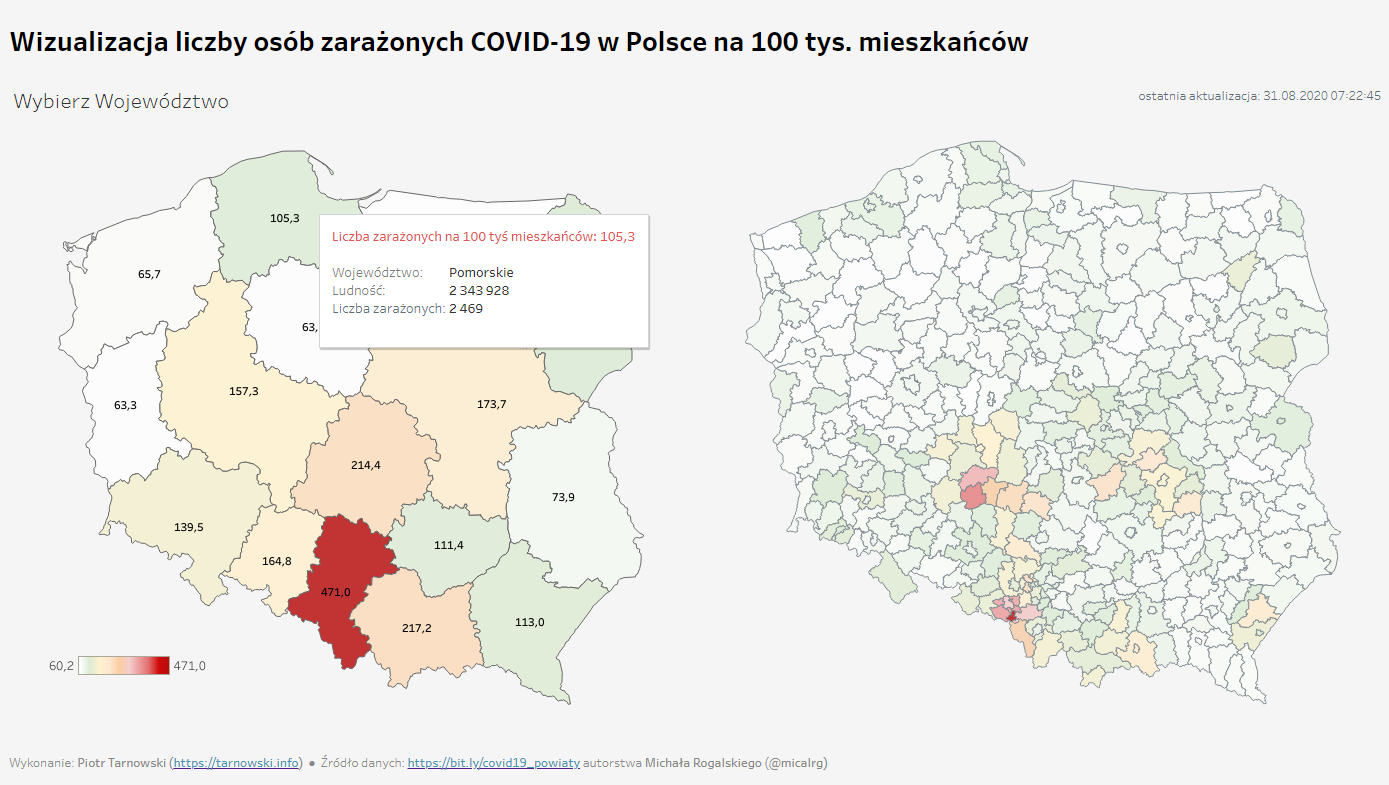 Wizualizacja liczby osób zarażonych COVID-19 w Polsce na 100 tys. mieszkańców
Wybierz Województwo
ostatnia aktualizacja: 31.08.2020 07:22:45
105,3
Liczba zarażonych na 100 tyś mieszkańców: 105,3
Województwo: Pomorskie
Ludność: 2 343 928
Liczba zarażonych: 2 469
65,7
63,
157,3
63,3
173,7
214,4
73,9
139,5
111,4
164,8
471,0
217,2
113,0
60,2 471,0
Wykonanie: Piotr Tarnowski (https://tarnowski.info) ● Źródło danych: https://bit.ly/covid19_powiaty autorstwa Michała Rogalskiego (@micalrg)